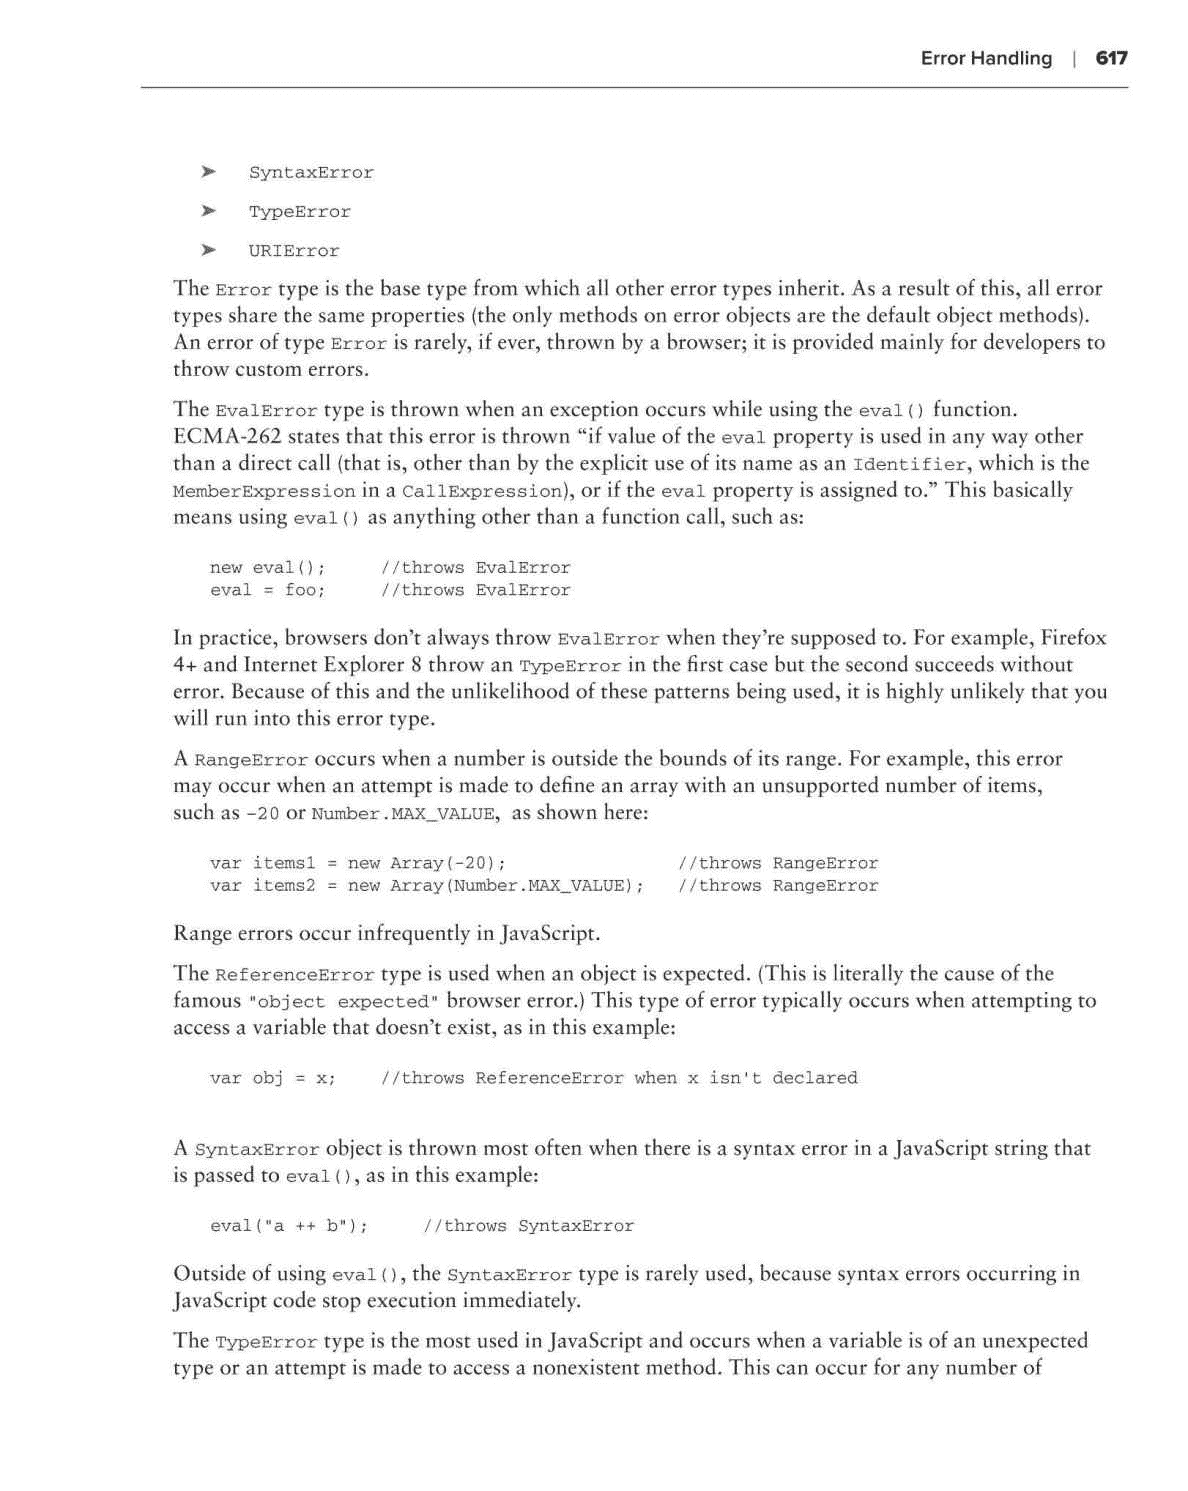 Error Handling | 617
➤ SyntaxError
➤ TypeError
➤ URIError
The Error type is the base type from which all other error types inherit. As a result of this, all error
types share the same properties (the only methods on error objects are the default object methods).
An error of type Error is rarely, if ever, thrown by a browser; it is provided mainly for developers to
throw custom errors.
The EvalError type is thrown when an exception occurs while using the eval() function.
ECMA-262 states that this error is thrown “if value of the eval property is used in any way other
than a direct call (that is, other than by the explicit use of its name as an Identifier, which is the
MemberExpression in a CallExpression), or if the eval property is assigned to.” This basically
means using eval() as anything other than a function call, such as:
new eval(); //throws EvalError
eval = foo; //throws EvalError
In practice, browsers don’t always throw EvalError when they’re supposed to. For example, Firefox
4+ and Internet Explorer 8 throw an TypeError in the first case but the second succeeds without
error. Because of this and the unlikelihood of these patterns being used, it is highly unlikely that you
will run into this error type.
A RangeError occurs when a number is outside the bounds of its range. For example, this error
may occur when an attempt is made to define an array with an unsupported number of items,
such as –20 or Number.MAX_VALUE, as shown here:
var items1 = new Array(-20); //throws RangeError
var items2 = new Array(Number.MAX_VALUE); //throws RangeError
Range errors occur infrequently in JavaScript.
The ReferenceError type is used when an object is expected. (This is literally the cause of the
famous "object expected" browser error.) This type of error typically occurs when attempting to
access a variable that doesn’t exist, as in this example:
var obj = x; //throws ReferenceError when x isn't declared
A SyntaxError object is thrown most often when there is a syntax error in a JavaScript string that
is passed to eval(), as in this example:
eval("a ++ b"); //throws SyntaxError
Outside of using eval(), the SyntaxError type is rarely used, because syntax errors occurring in
JavaScript code stop execution immediately.
The TypeError type is the most used in JavaScript and occurs when a variable is of an unexpected
type or an attempt is made to access a nonexistent method. This can occur for any number of